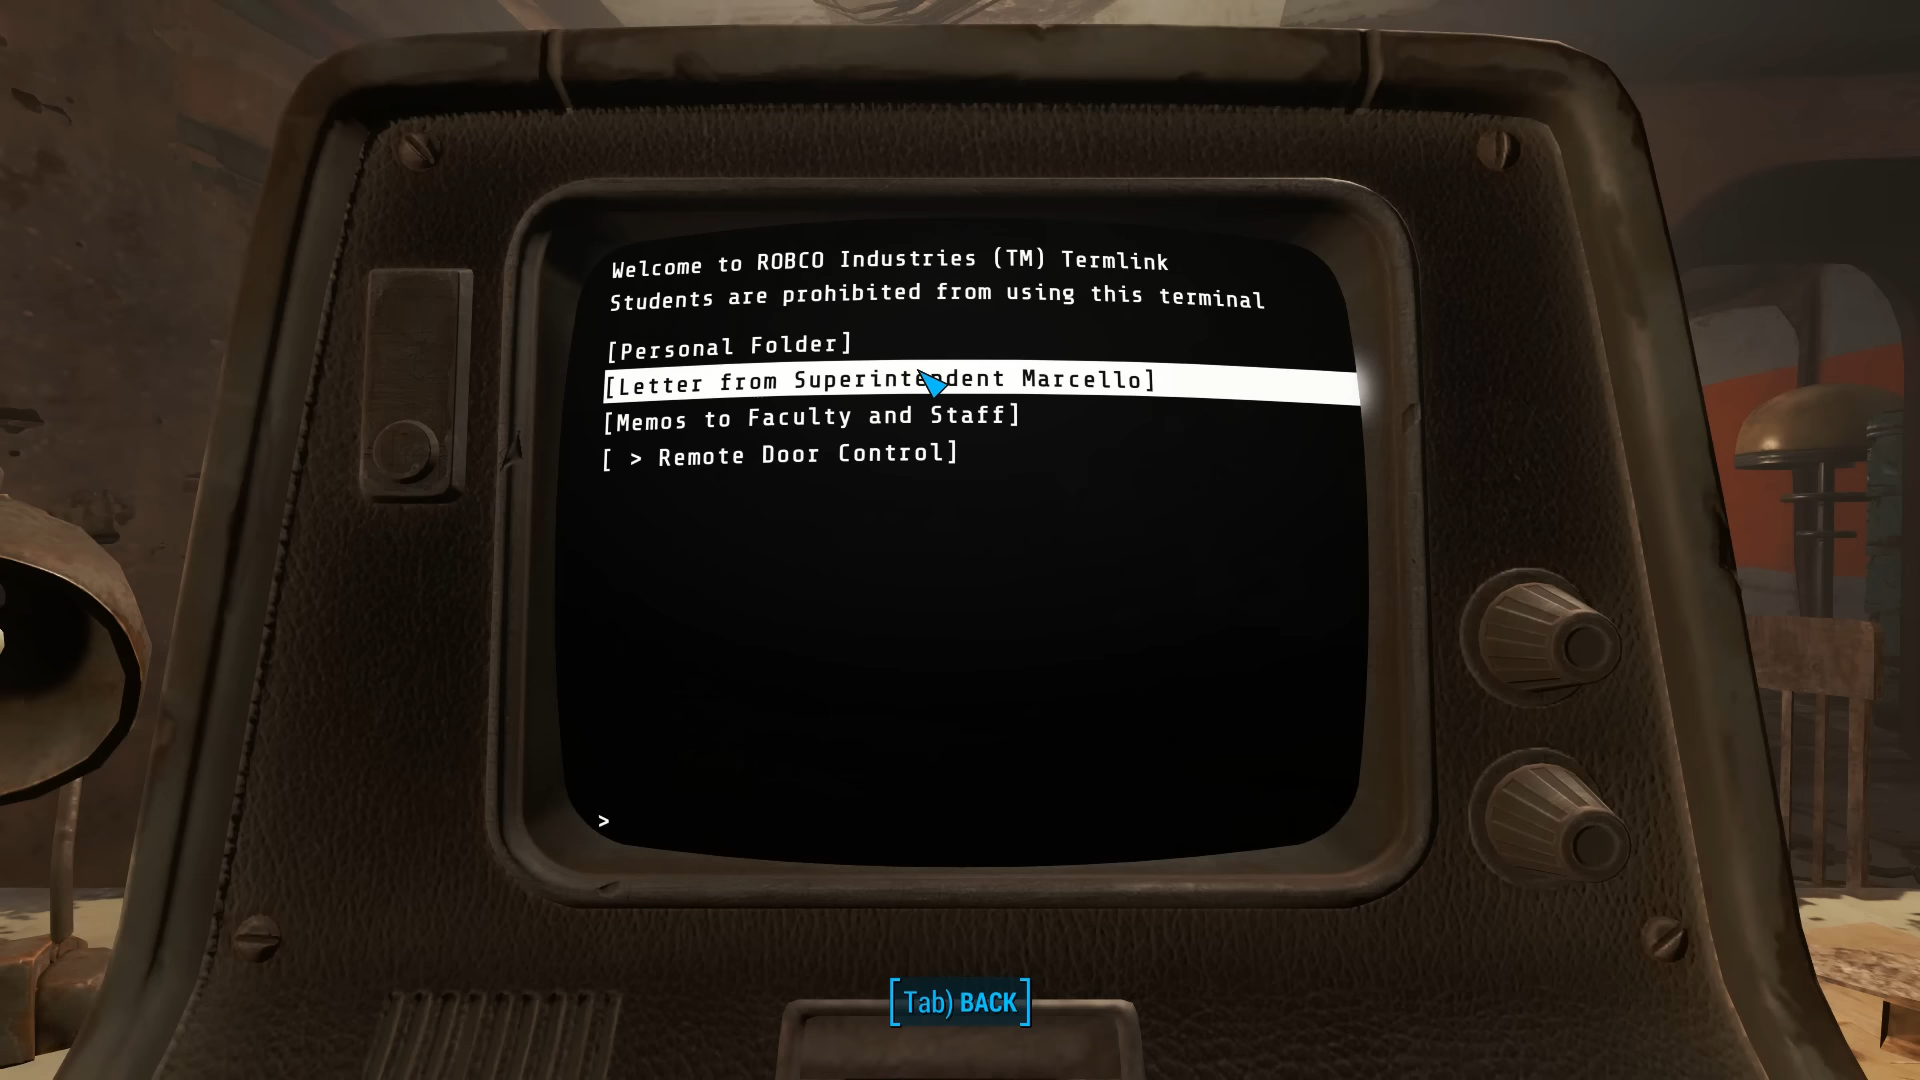 Welcome to ROBCO Industries (TM) Termlink
Students are prohibited from using this terminal
[Personal Folder]
[Letter from Superintendent Marcello]
[Memos to Faculty and Staff]
[ > Remote Door Control]
>
[Tab) BACK]